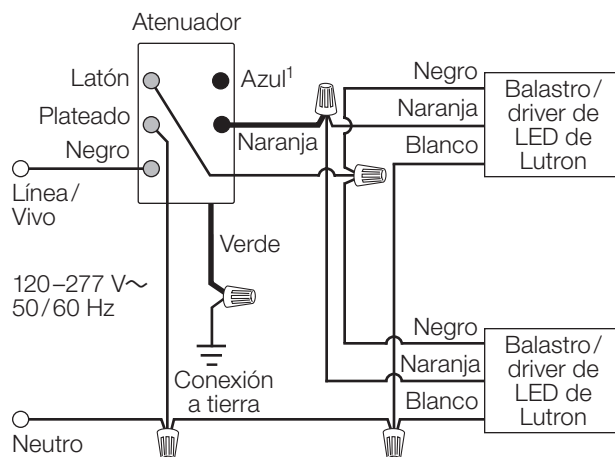 Atenuador
Latón
Azul¹
Plateado
Naranja
Negro
Línea/
Vivo
Verde
120–277 V~
50/60 Hz
Conexión
a tierra
Neutro
Negro
Naranja
Blanco
Balastro/
driver de
LED de
Lutron
Negro
Naranja
Blanco
Balastro/
driver de
LED de
Lutron